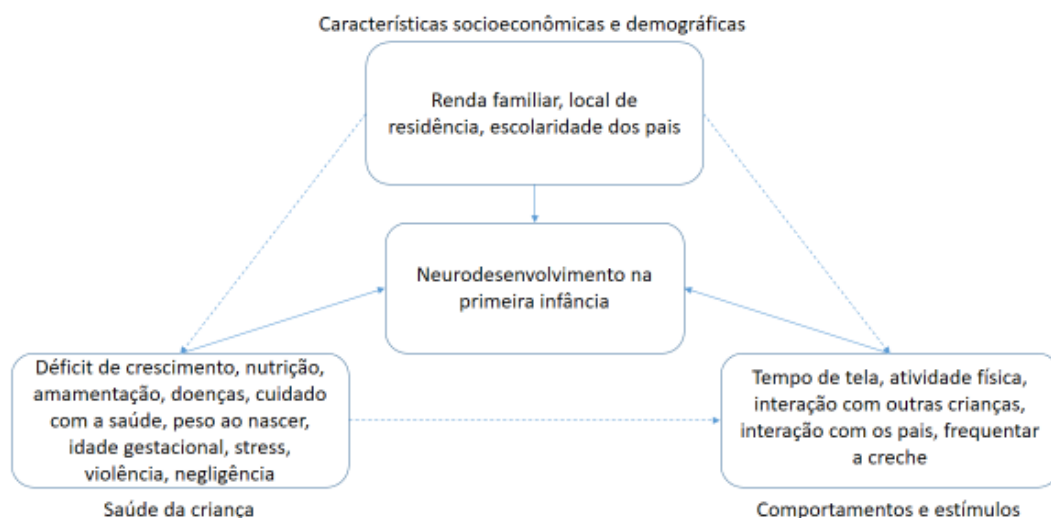 Características socioeconômicas e demográficas
Renda familiar, local de
residência, escolaridade dos pais
Neurodesenvolvimento na
primeira infância
Déficit de crescimento, nutrição,
amamentação, doenças, cuidado
com a saúde, peso ao nascer,
idade gestacional, stress,
violência, negligência
Saúde da criança
Tempo de tela, atividade física,
interação com outras crianças,
interação com os pais, frequentar
a creche
Comportamentos e estímulos